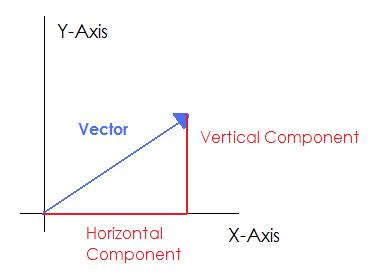 Y-Axis
Vector
Vertical Component
Horizontal
Component
X-Axis